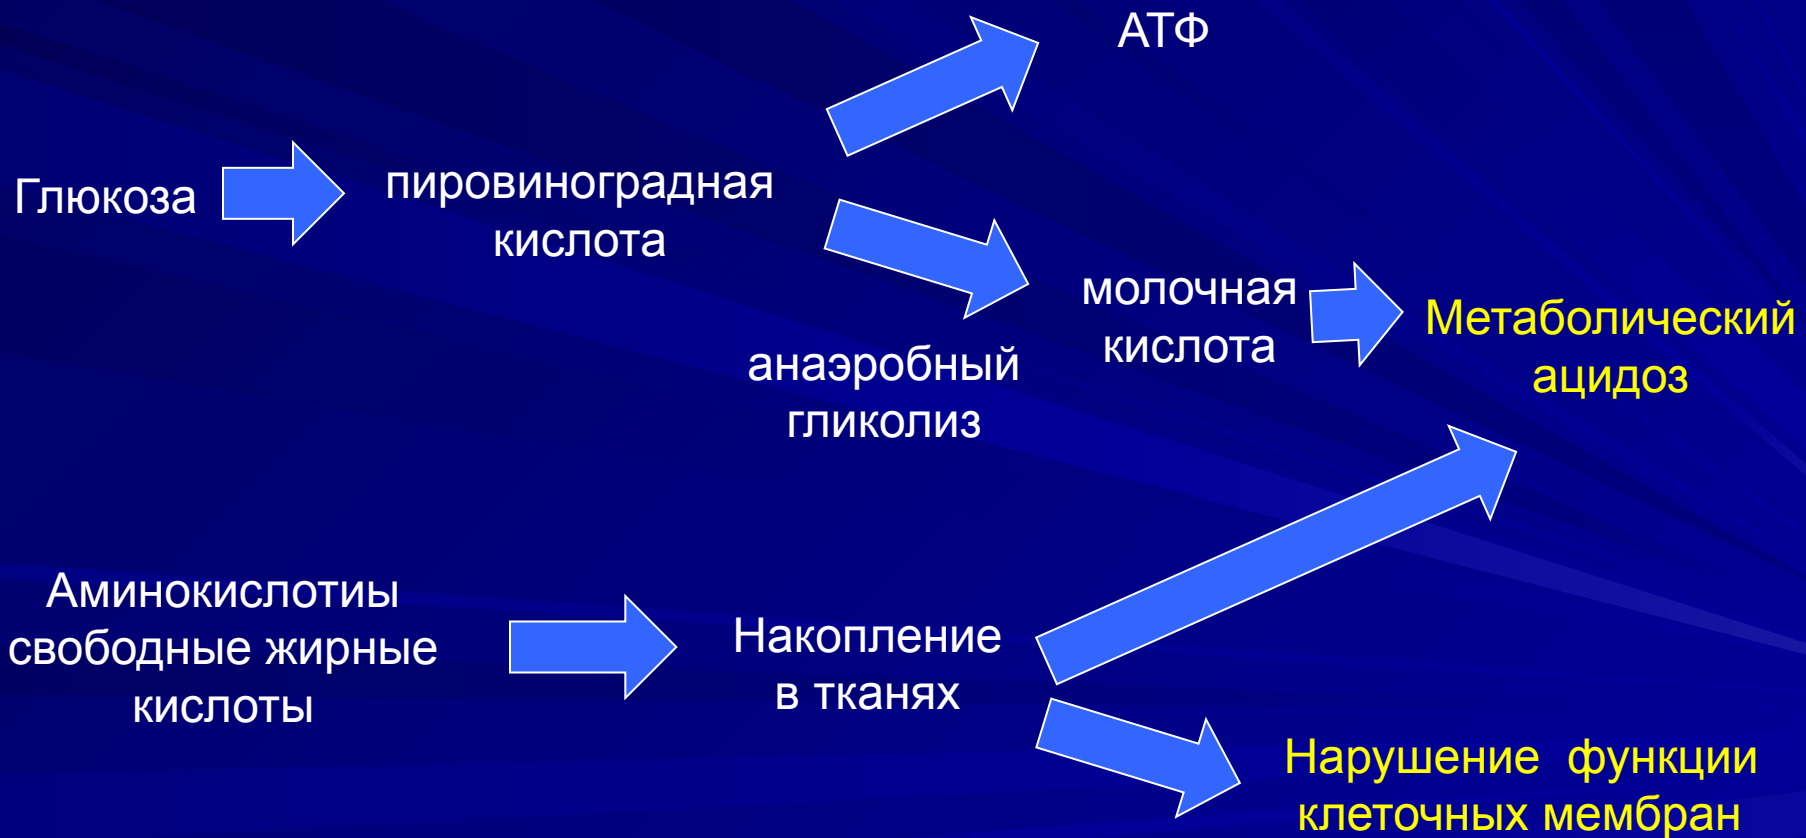 АТФ
Глюкоза
пировиноградная
кислота
молочная
кислота
Метаболический
ацидоз
анаэробный
гликолиз
Аминокислотиы
свободные жирные
кислоты
Накопление
в тканях
Нарушение функции
клеточных мембран